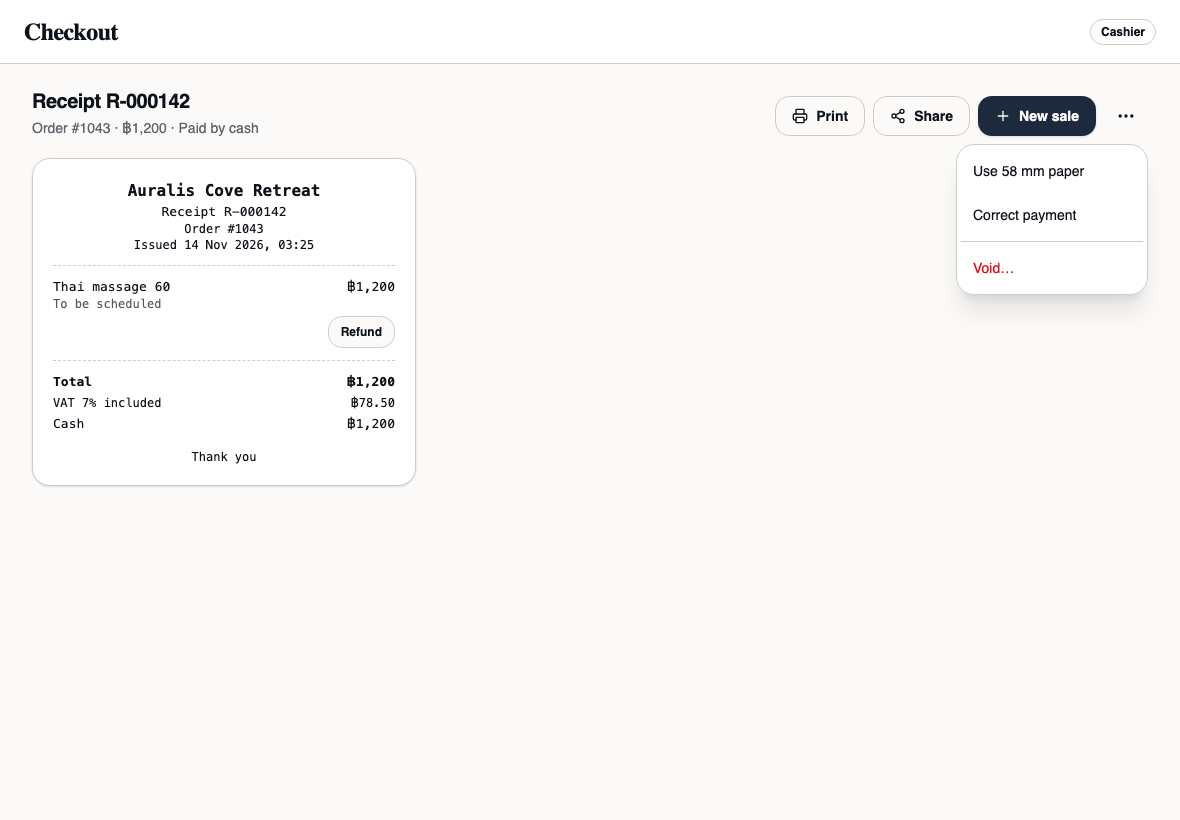 Checkout
Cashier
Receipt R-000142
Order #1043 · ฿1,200 · Paid by cash
Print
Share
New sale
Use 58 mm paper
Correct payment
Void…
Auralis Cove Retreat
Receipt R-000142
Order #1043
Issued 14 Nov 2026, 03:25
Thai massage 60 ฿1,200
To be scheduled
Refund
Total ฿1,200
VAT 7% included ฿78.50
Cash ฿1,200
Thank you